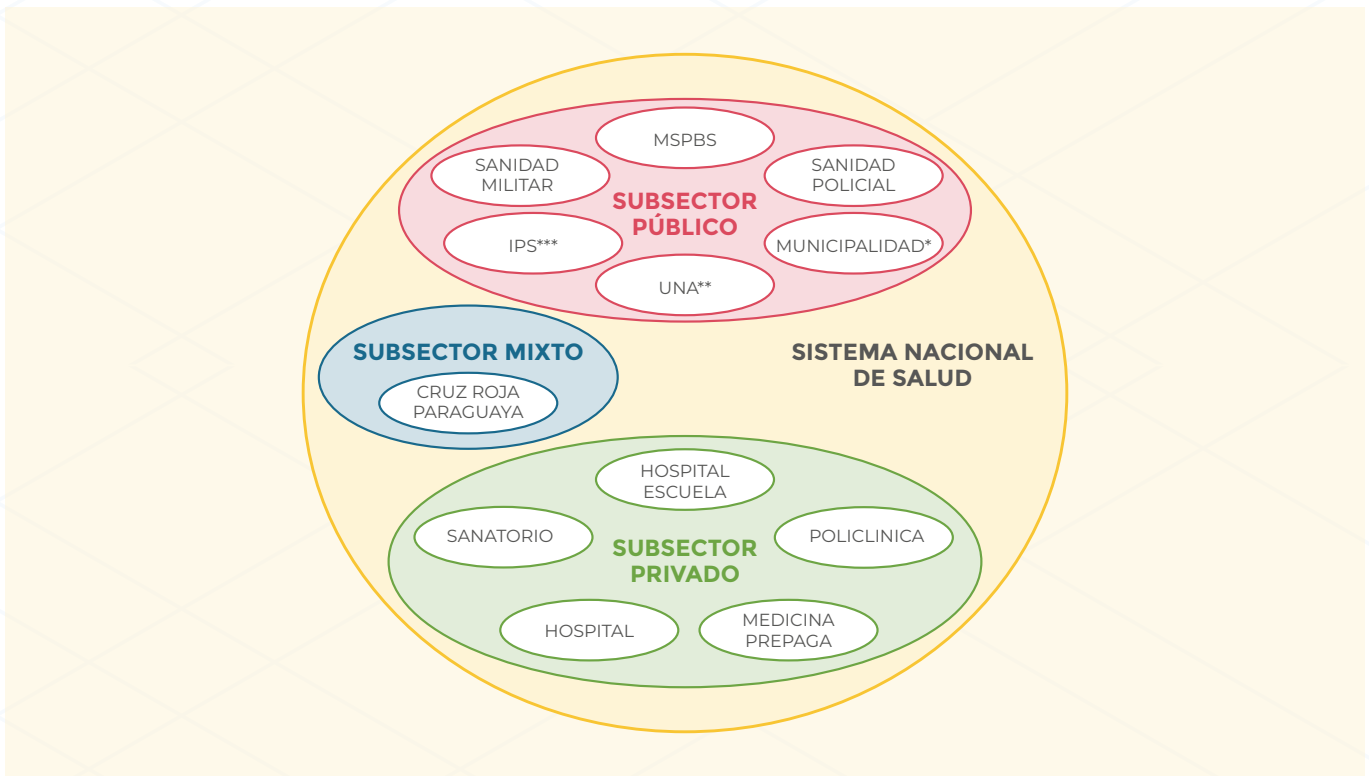 MSPBS
SANIDAD
MILITAR
SANIDAD
POLICIAL
SUBSECTOR
PÚBLICO
IPS***
MUNICIPALIDAD*
UNA**
SUBSECTOR MIXTO
CRUZ ROJA
PARAGUAYA
SISTEMA NACIONAL
DE SALUD
HOSPITAL
ESCUELA
SANATORIO
POLICLINICA
SUBSECTOR
PRIVADO
HOSPITAL
MEDICINA
PREPAGA